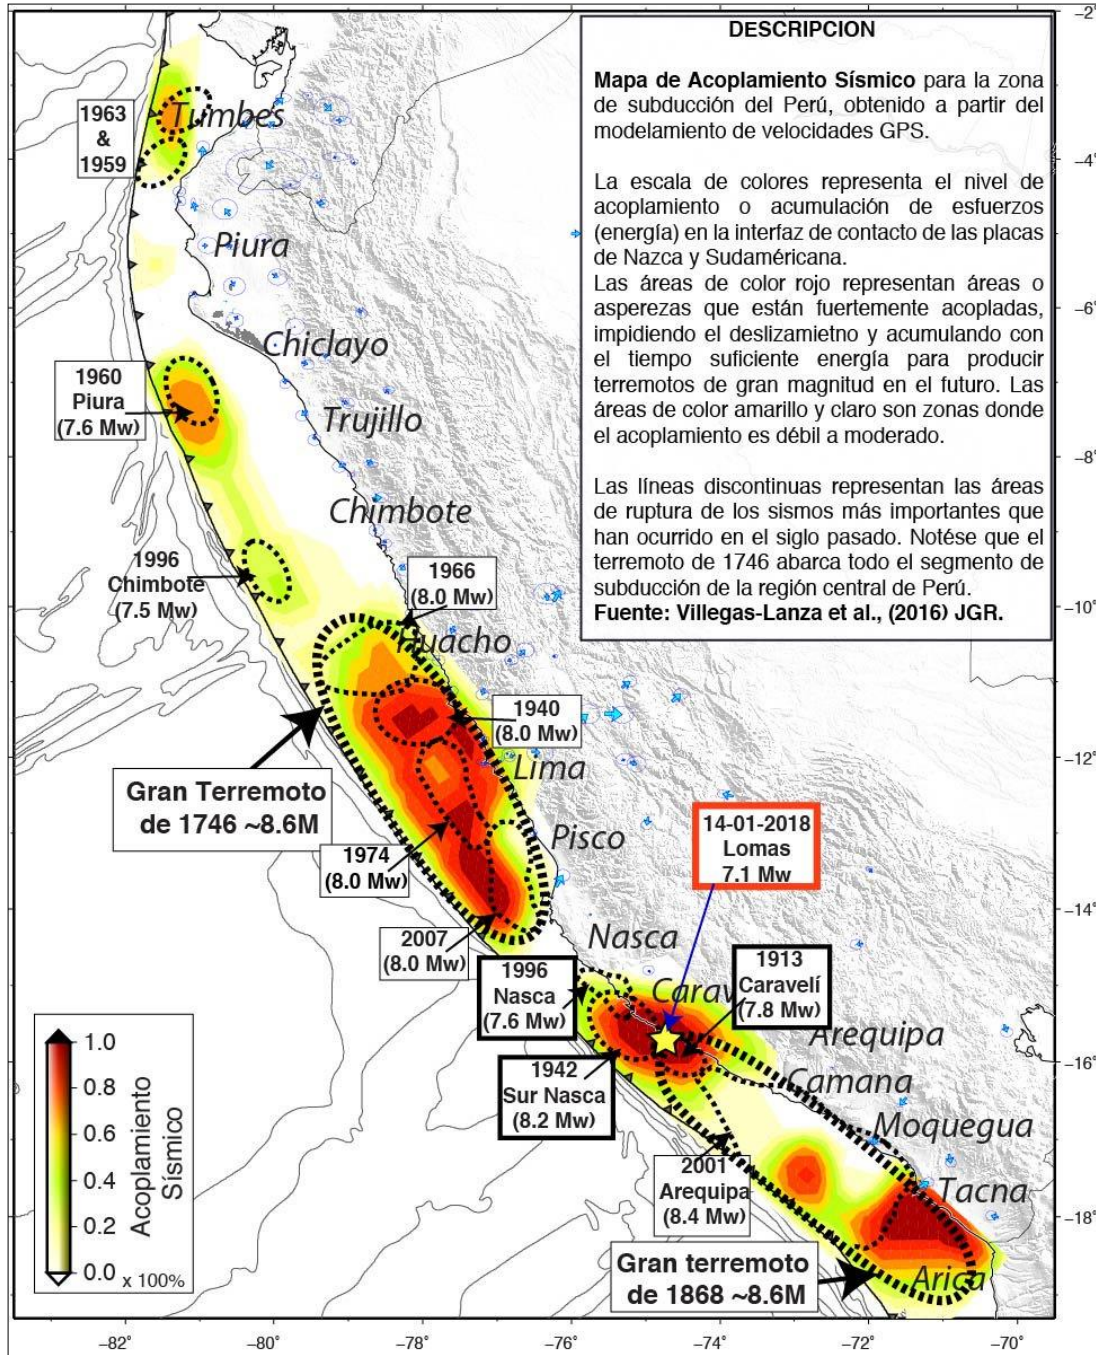 DESCRIPCION
Mapa de Acoplamiento Sísmico para la zona
de subducción del Perú, obtenido a partir del
modelamiento de velocidades GPS.
La escala de colores representa el nivel de
acoplamiento o acumulación de esfuerzos
(energía) en la interfaz de contacto de las placas
de Nazca y Sudaméricana.
Las áreas de color rojo representan áreas o
asperezas que están fuertemente acopladas,
impidiendo el deslizamietno y acumulando con
el tiempo suficiente energía para producir
terremotos de gran magnitud en el futuro. Las
áreas de color amarillo y claro son zonas donde
el acoplamiento es débil a moderado.
Las líneas discontinuas representan las áreas
de ruptura de los sismos más importantes que
han ocurrido en el siglo pasado. Notése que el
terremoto de 1746 abarca todo el segmento de
subducción de la región central de Perú.
Fuente: Villegas-Lanza et al., (2016) JGR.
1963
&
1959
Tumbes
Piura
Chiclayo
1960
Piura
(7.6 Mw)
Trujillo
Chimbote
1996
Chimbote
(7.5 Mw)
1966
(8.0 Mw)
Huacho
1940
(8.0 Mw)
Lima
Gran Terremoto
de 1746 ~8.6M
Pisco
14-01-2018
Lomas
7.1 Mw
1974
(8.0 Mw)
2007
(8.0 Mw)
Nasca
1996
Nasca
(7.6 Mw)
1913
Caravelí
(7.8 Mw)
Carav
Arequipa
1942
Sur Nasca
(8.2 Mw)
Camana
Moquegua
2001
Arequipa
(8.4 Mw)
Tacna
Gran terremoto
de 1868 ~8.6M
Arica
1.0
0.8
0.6
0.4
0.2
0.0
x 100%
Acoplamiento
Sísmico
−2°
−4°
−6°
−8°
−10°
−12°
−14°
−16°
−18°
−82°
−80°
−78°
−76°
−74°
−72°
−70°